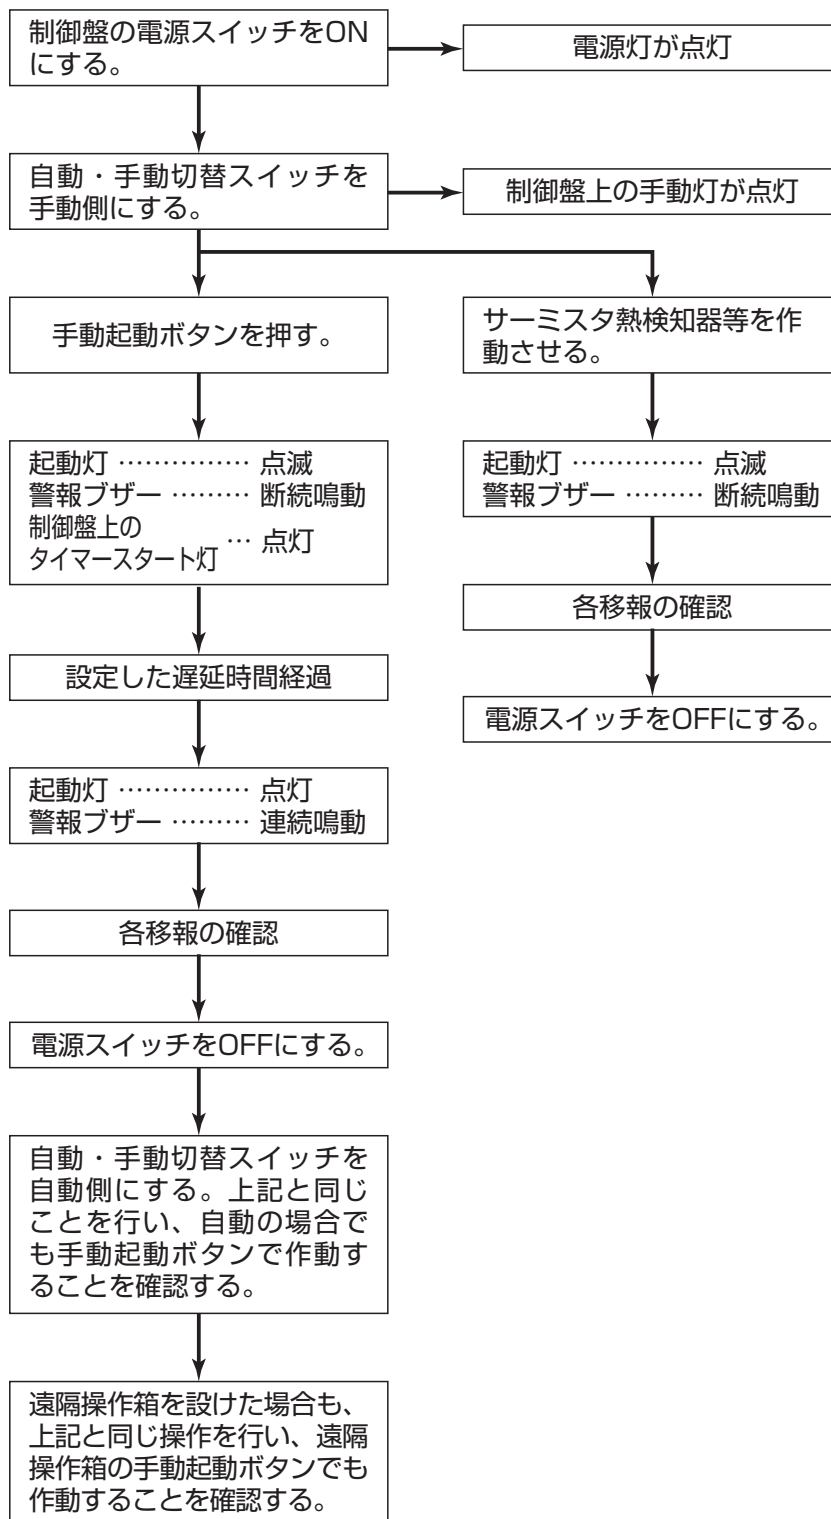 制御盤の電源スイッチをON
にする。
電源灯が点灯
自動・手動切替スイッチを
手動側にする。
制御盤上の手動灯が点灯
手動起動ボタンを押す。
起動灯 …………… 点滅
警報ブザー ……… 断続鳴動
制御盤上の
タイマースタート灯 … 点灯
設定した遅延時間経過
起動灯 …………… 点灯
警報ブザー ……… 連続鳴動
各移報の確認
電源スイッチをOFFにする。
自動・手動切替スイッチを
自動側にする。上記と同じ
ことを行い、自動の場合で
も手動起動ボタンで作動す
ることを確認する。
遠隔操作箱を設けた場合も、
上記と同じ操作を行い、遠隔
操作箱の手動起動ボタンでも
作動することを確認する。
サーミスタ熱検知器等を作
動させる。
起動灯 …………… 点滅
警報ブザー ……… 断続鳴動
各移報の確認
電源スイッチをOFFにする。